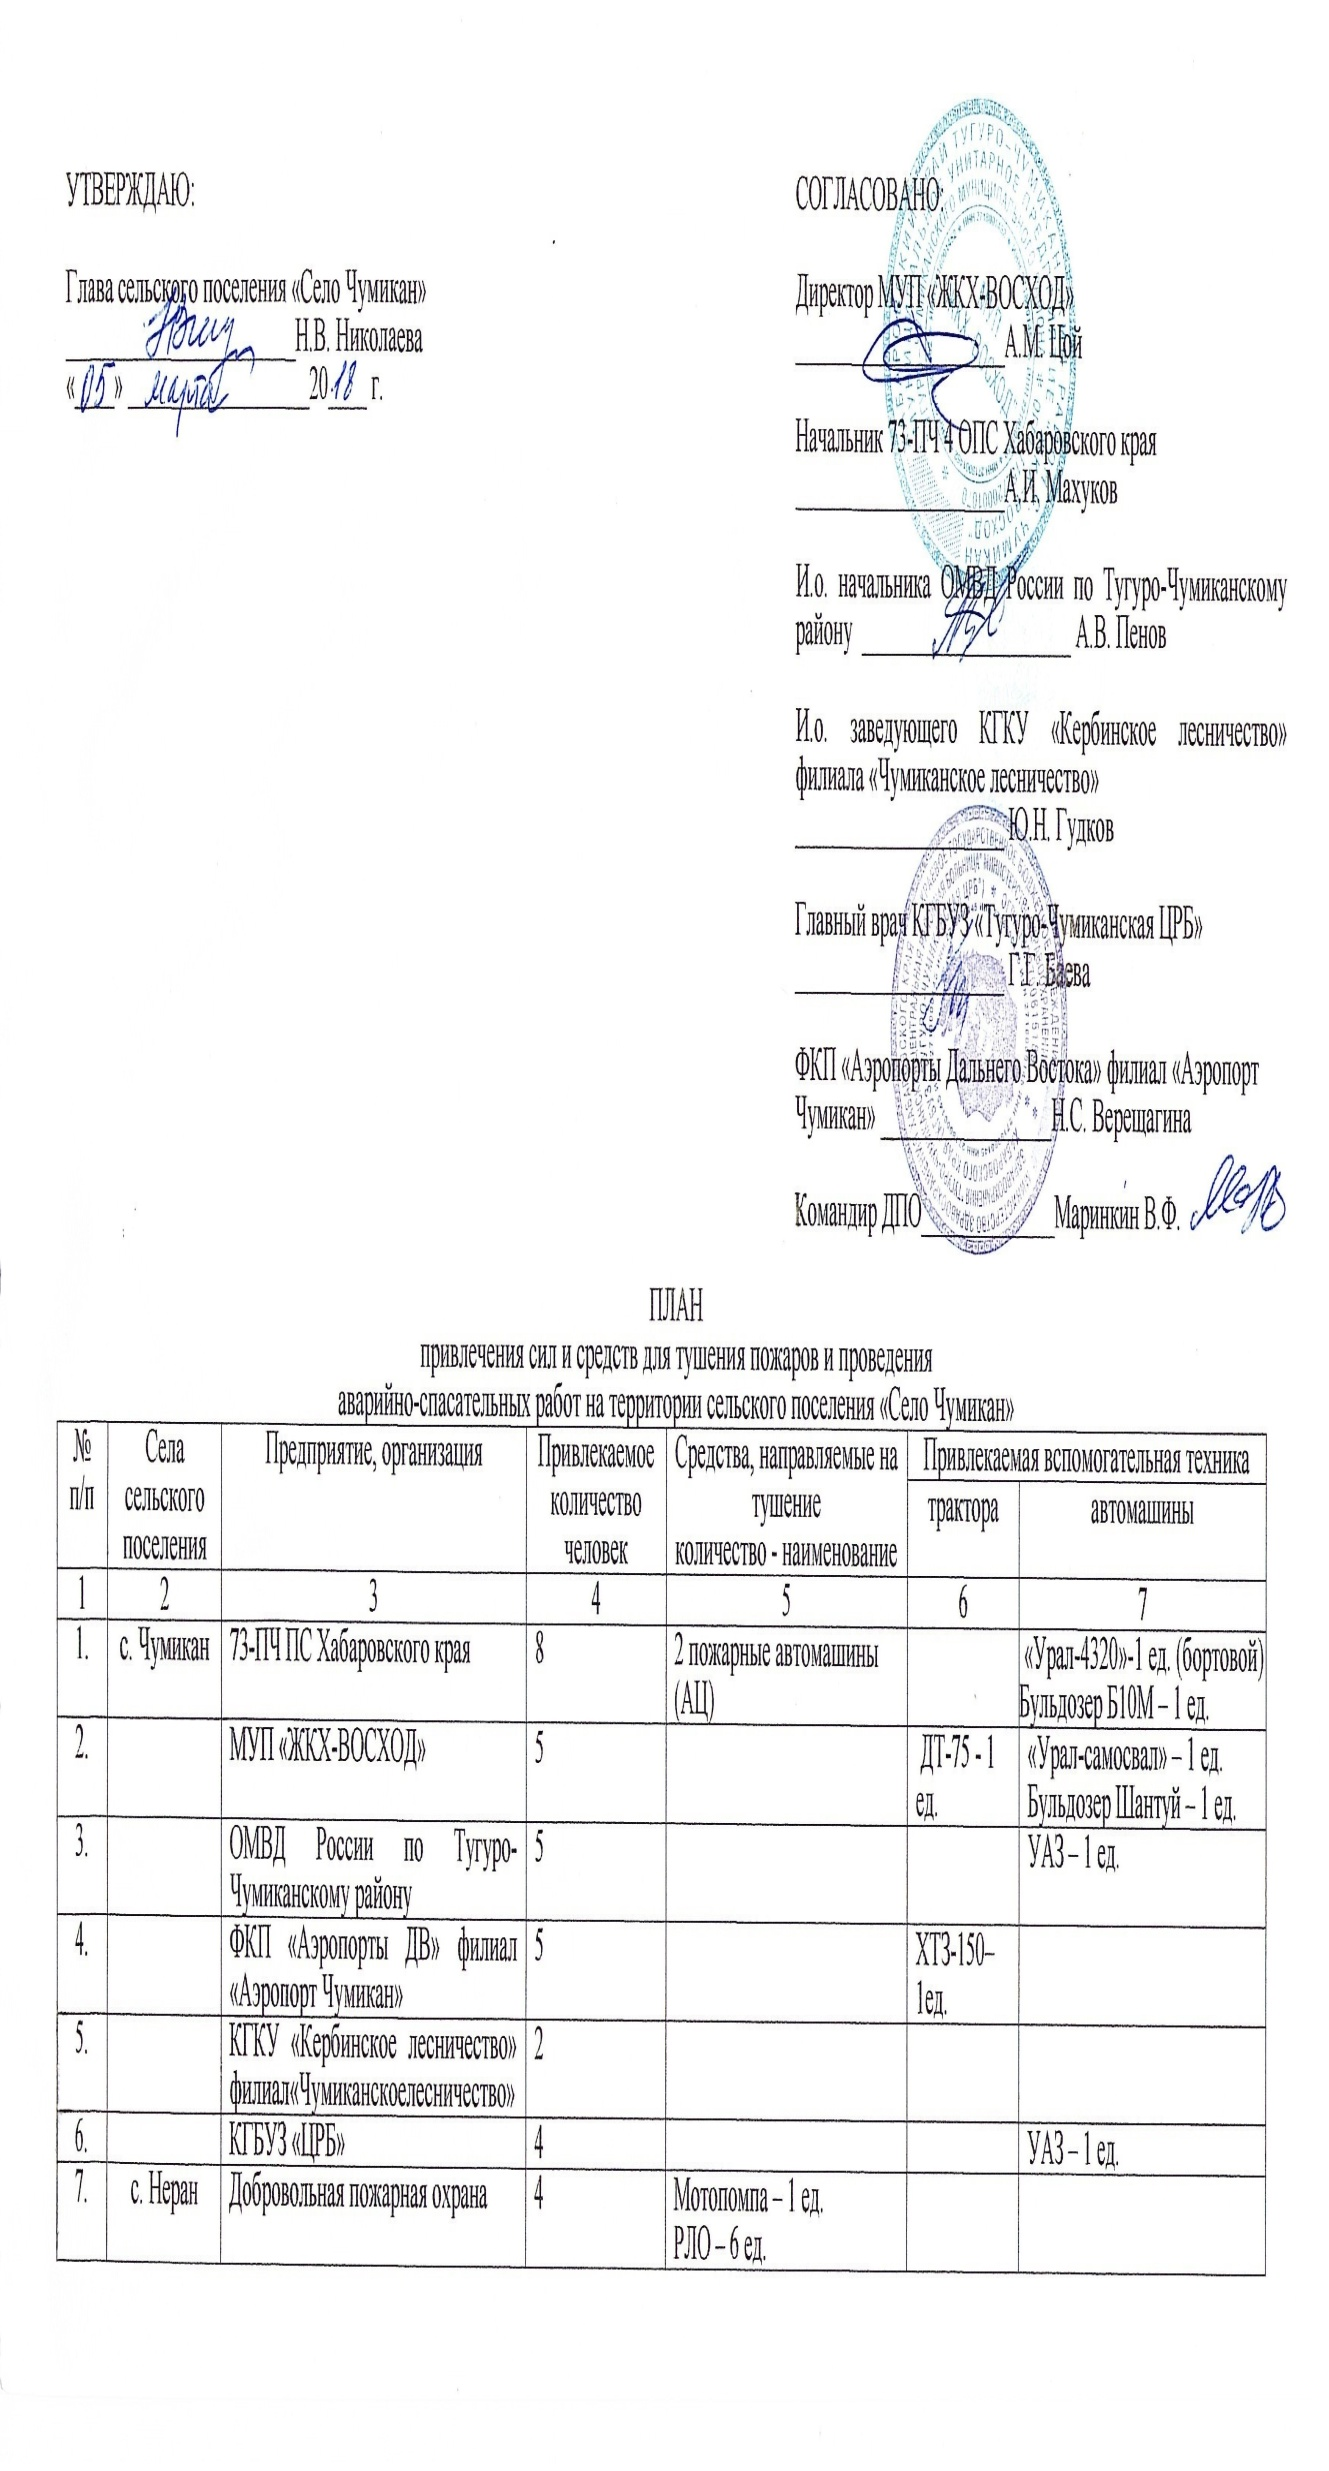 УТВЕРЖДАЮ:
Глава сельского поселения «Село Чумикан»
Н.В. Николаева
«05» марта 2018 г.
СОГЛАСОВАНО:
Директор МУП «ЖКХ-ВОСХОД»
А.М. Цой
Начальник 73-ПЧ 4 ОПС Хабаровского края
А.И. Махуков
И.о. начальника ОМВД России по Тугуро-Чумиканскому
району А.В. Пенов
И.о. заведующего КГКУ «Кербинское лесничество»
филиала «Чумиканское лесничество»
Ю.Н. Гудков
Главный врач КГБУЗ «Тугуро-Чумиканская ЦРБ»
Г.Г. Баева
ФКП «Аэропорты Дальнего Востока» филиал «Аэропорт
Чумикан» Н.С. Верещагина
Командир ДПО Маринкин В.Ф.
ПЛАН
привлечения сил и средств для тушения пожаров и проведения
аварийно-спасательных работ на территории сельского поселения «Село Чумикан»
№ п/п
Села сельского поселения
Предприятие, организация
Привлекаемое количество человек
Средства, направляемые на тушение количество - наименование
Привлекаемая вспомогательная техника
трактора
автомашины
1 2 3 4 5 6 7
1. с. Чумикан 73-ПЧ ПС Хабаровского края 8 2 пожарные автомашины «Урал-4320»-1 ед. (бортовой)
(АЦ) Бульдозер Б10М – 1 ед.
2. МУП «ЖКХ-ВОСХОД» 5 ДТ-75 - 1 «Урал-самосвал» – 1 ед.
ед. Бульдозер Шантуй – 1 ед.
3. ОМВД России по Тугуро- 5 УАЗ – 1 ед.
Чумиканскому району
4. ФКП «Аэропорты ДВ» филиал 5 ХТЗ-150–
«Аэропорт Чумикан» 1ед.
5. КГКУ «Кербинское лесничество» 2
филиал«Чумиканскоелесничество»
6. КГБУЗ «ЦРБ» 4 УАЗ – 1 ед.
7. с. Неран Добровольная пожарная охрана 4 Мотопомпа – 1 ед.
РЛО – 6 ед.